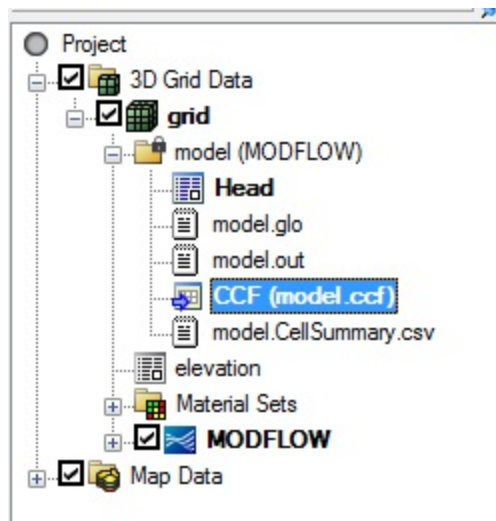 Project
3D Grid Data
grid
model (MODFLOW)
Head
model.glo
model.out
CCF (model.ccf)
model.CellSummary.csv
elevation
Material Sets
MODFLOW
Map Data